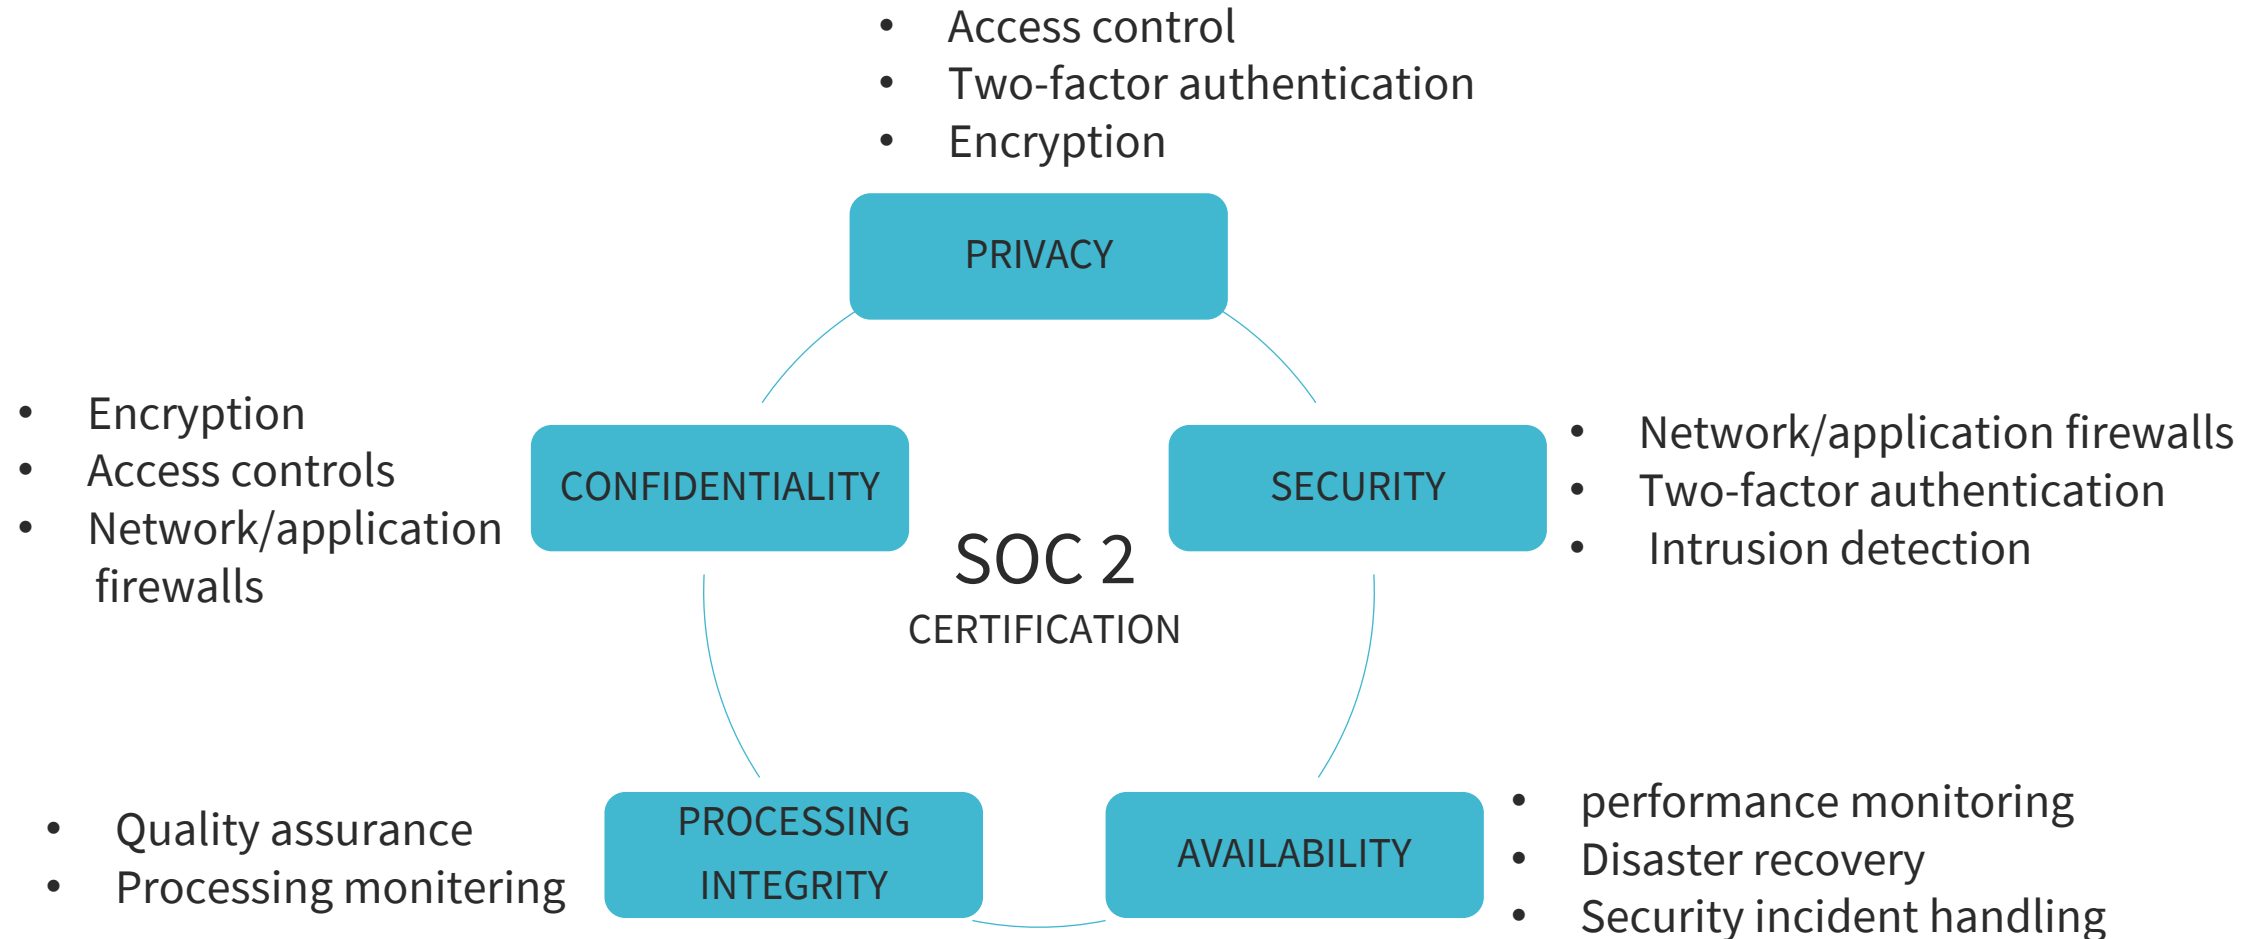 • Access control
• Two-factor authentication
• Encryption
PRIVACY
• Encryption
• Access controls
• Network/application
firewalls
CONFIDENTIALITY
SECURITY
• Network/application firewalls
• Two-factor authentication
• Intrusion detection
SOC 2
CERTIFICATION
• Quality assurance
• Processing monitering
PROCESSING
INTEGRITY
AVAILABILITY
• performance monitoring
• Disaster recovery
• Security incident handling